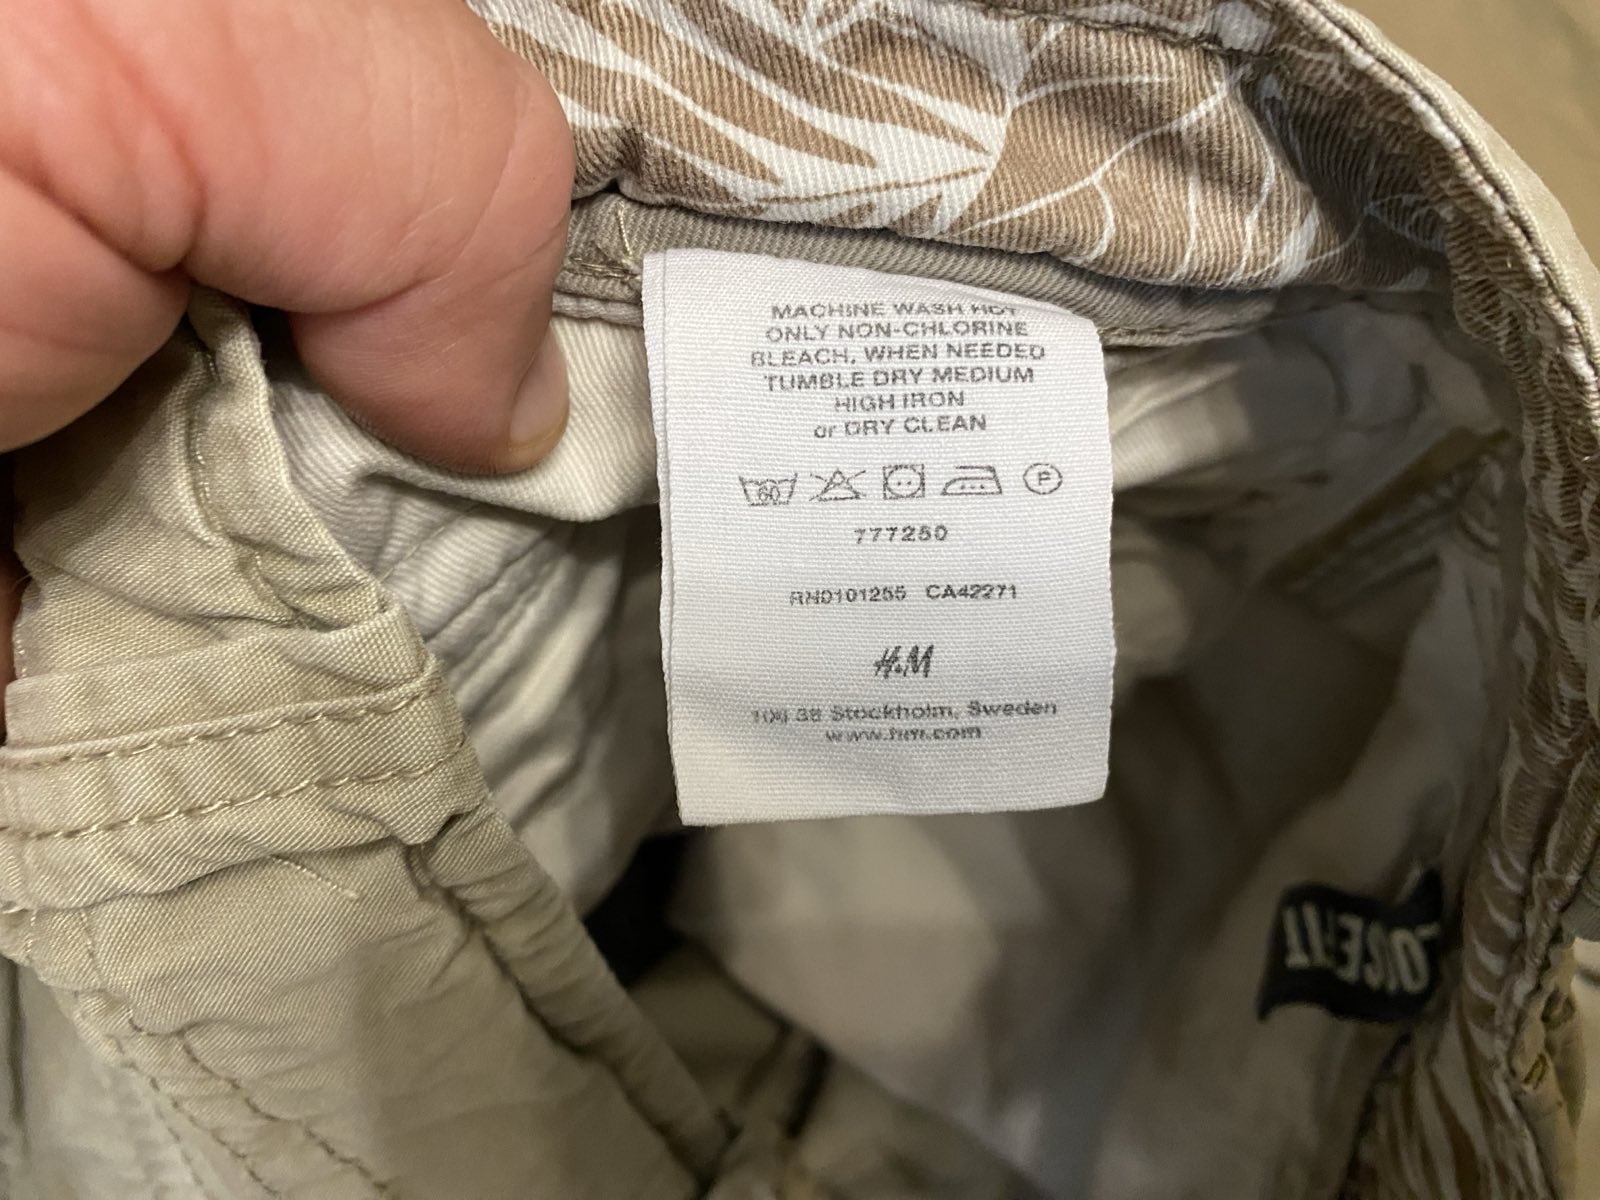 MACHINE WASH HOT
ONLY NON-CHLORINE
BLEACH, WHEN NEEDED
TUMBLE DRY MEDIUM
HIGH IRON
or DRY CLEAN
60 P
777250
RN0101255 CA42271
H&M
106 38 Stockholm, Sweden
www.hm.com